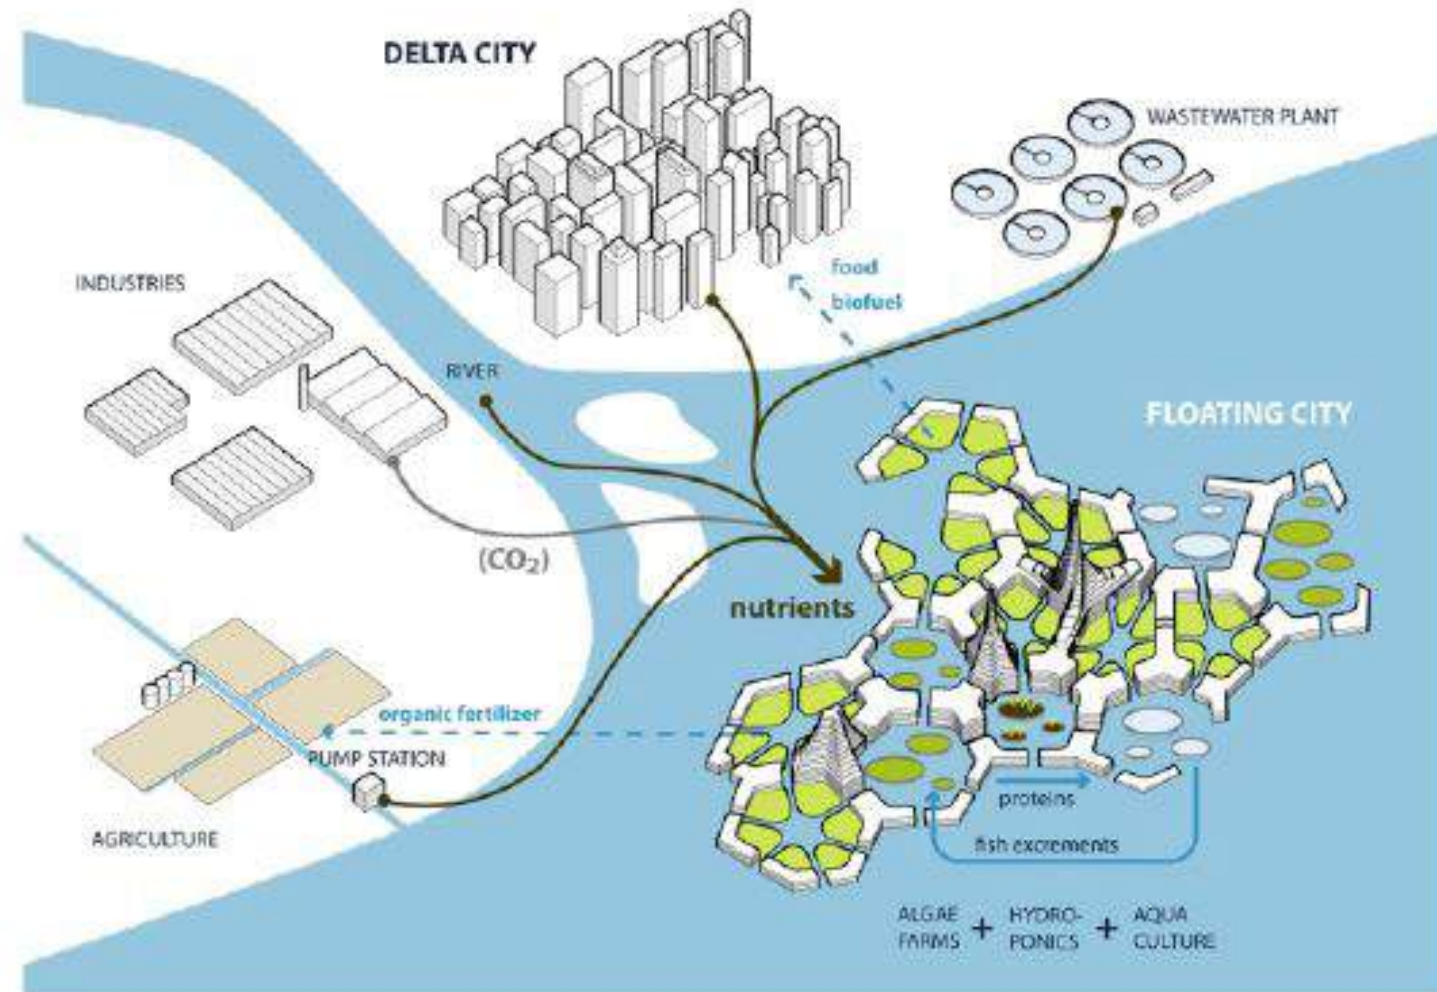 DELTA CITY
WASTEWATER PLANT
food
biofuel
INDUSTRIES
RIVER
FLOATING CITY
(CO₂)
nutrients
organic fertilizer
PUMP STATION
AGRICULTURE
proteins
fish excrements
ALGAE
FARMS
+
HYDRO-
PONICS
+
AQUA
CULTURE